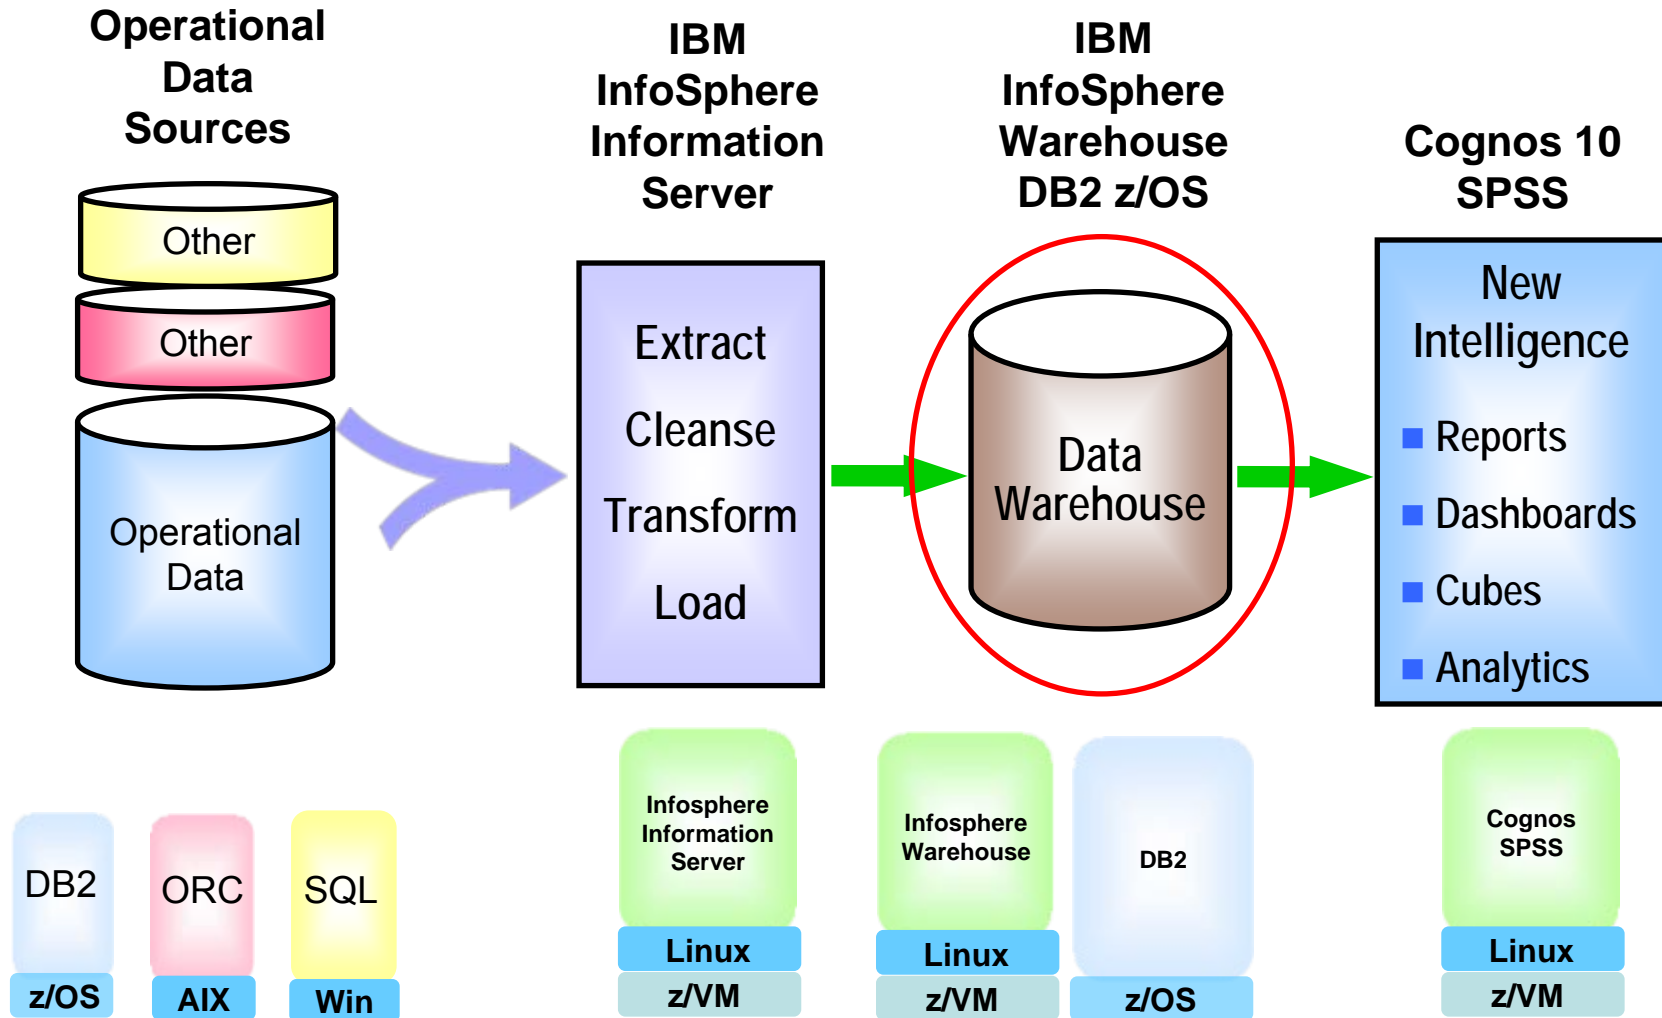 Operational
Data
Sources
IBM
InfoSphere
Information
Server
IBM
InfoSphere
Warehouse
DB2 z/OS
Cognos 10
SPSS
Other
Other
Operational
Data
Extract
Cleanse
Transform
Load
Data
Warehouse
New
Intelligence
Reports
Dashboards
Cubes
Analytics
DB2
z/OS
ORC
AIX
SQL
Win
Infosphere
Information
Server
Linux
z/VM
Infosphere
Warehouse
Linux
z/VM
DB2
z/OS
Cognos
SPSS
Linux
z/VM